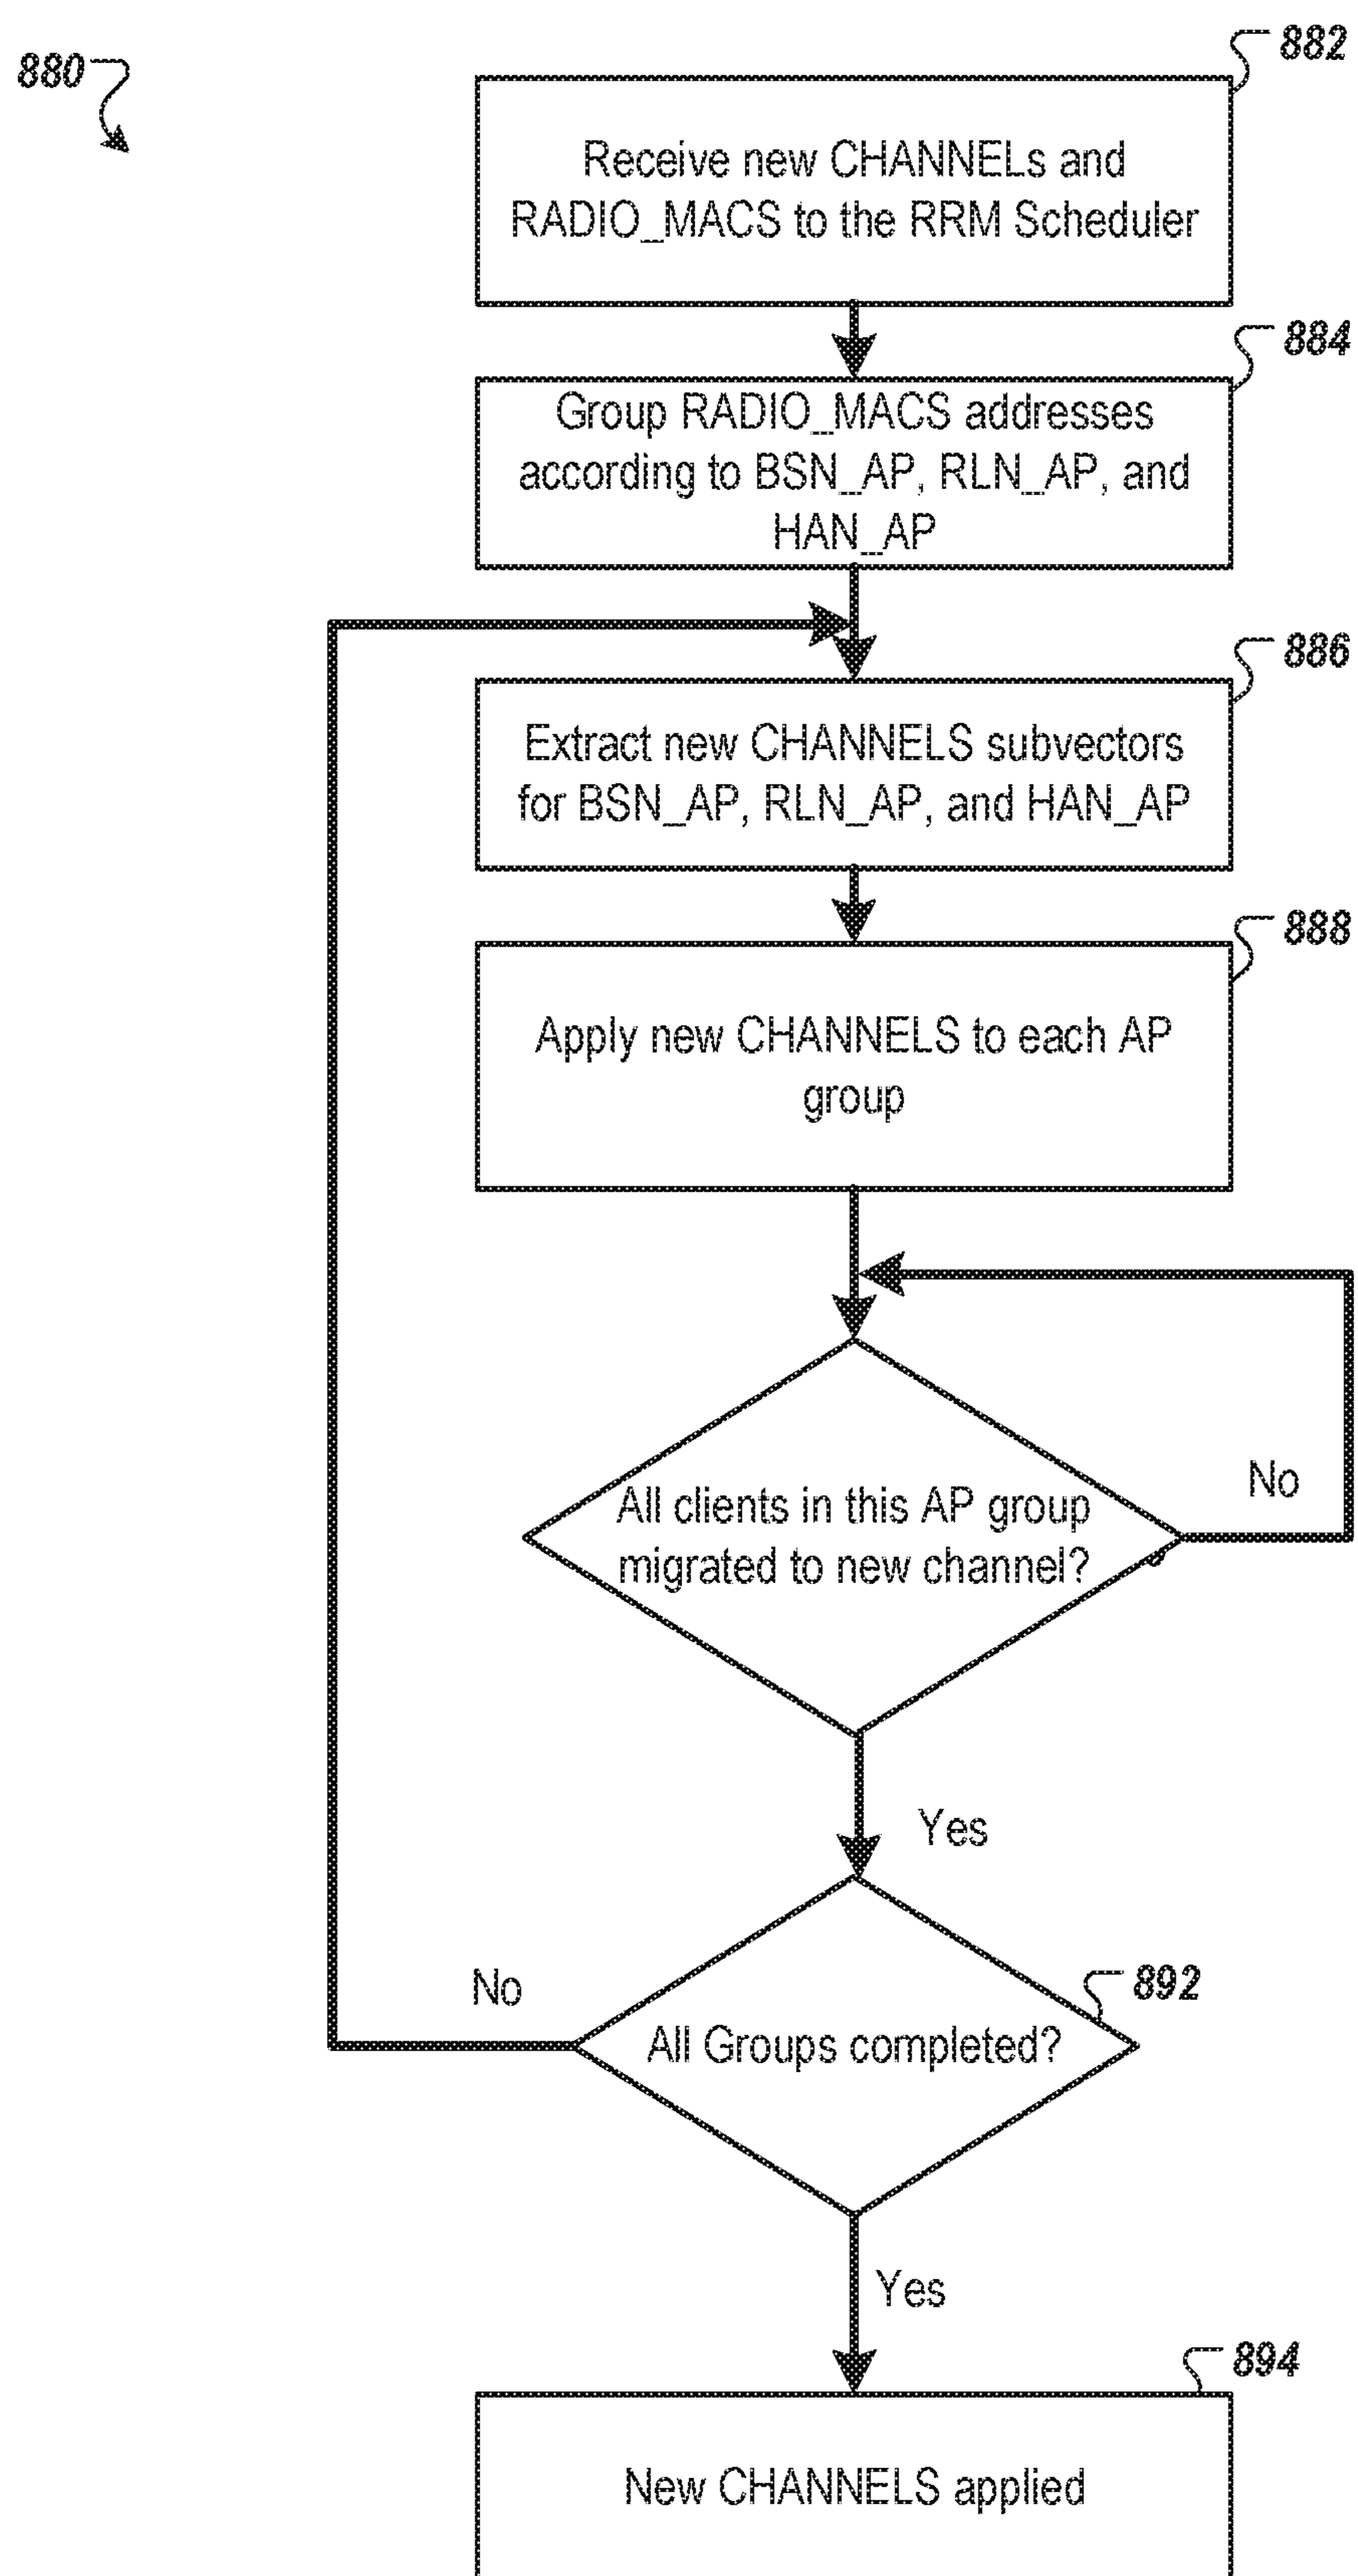 880
882
Receive new CHANNELs and
RADIO_MACS to the RRM Scheduler
884
Group RADIO_MACS addresses
according to BSN_AP, RLN_AP, and
HAN_AP
886
Extract new CHANNELS subvectors
for BSN_AP, RLN_AP, and HAN_AP
888
Apply new CHANNELS to each AP
group
All clients in this AP group
migrated to new channel?
No
Yes
No
892
All Groups completed?
Yes
894
New CHANNELS applied